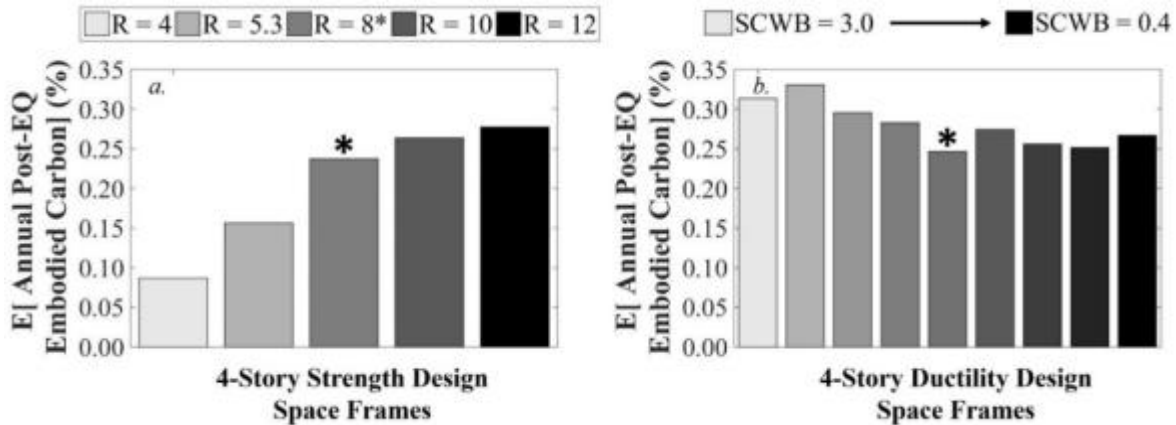 R = 4 R = 5.3 R = 8* R = 10 R = 12
E[ Annual Post-EQ
Embodied Carbon] (%)
0.35
0.30
0.25
0.20
0.15
0.10
0.05
0.00
a.
*
4-Story Strength Design
Space Frames
SCWB = 3.0 SCWB = 0.4
E[ Annual Post-EQ
Embodied Carbon] (%)
0.35
0.30
0.25
0.20
0.15
0.10
0.05
0.00
b.
*
4-Story Ductility Design
Space Frames